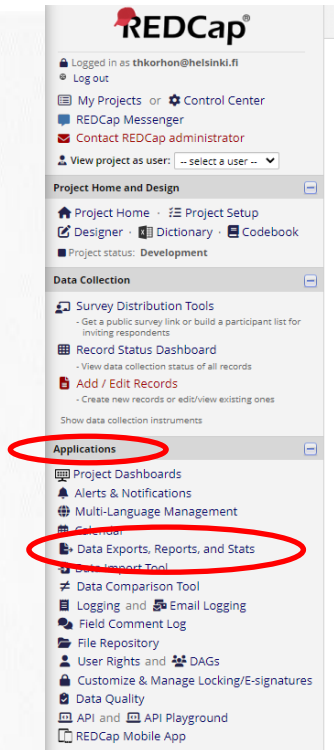 REDCap®
Logged in as thkorhon@helsinki.fi
Log out
My Projects or Control Center
REDCap Messenger
Contact REDCap administrator
View project as user: -- select a user --
Project Home and Design
Project Home · Project Setup
Designer · Dictionary · Codebook
Project status: Development
Data Collection
Survey Distribution Tools
- Get a public survey link or build a participant list for
inviting respondents
Record Status Dashboard
- View data collection status of all records
Add / Edit Records
- Create new records or edit/view existing ones
Show data collection instruments
Applications
Project Dashboards
Alerts & Notifications
Multi-Language Management
Calendar
Data Exports, Reports, and Stats
Data Import Tool
Data Comparison Tool
Logging and Email Logging
Field Comment Log
File Repository
User Rights and DAGs
Customize & Manage Locking/E-signatures
Data Quality
API and API Playground
REDCap Mobile App